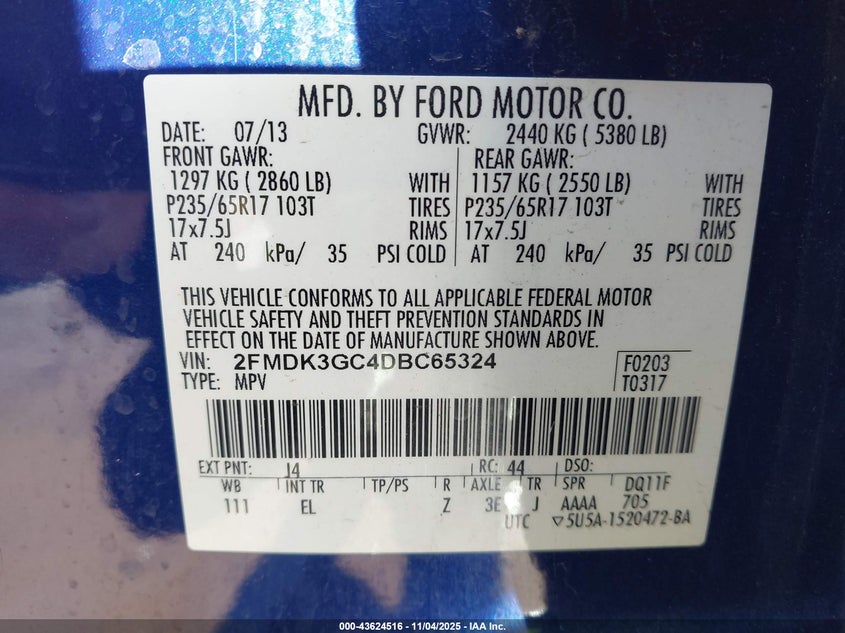 MFD. BY FORD MOTOR CO.
DATE: 07/13 GVWR: 2440 KG ( 5380 LB)
FRONT GAWR: REAR GAWR:
1297 KG ( 2860 LB) WITH 1157 KG ( 2550 LB) WITH
P235/65R17 103T TIRES P235/65R17 103T TIRES
17x7.5J RIMS 17x7.5J RIMS
AT 240 kPa/ 35 PSI COLD AT 240 kPa/ 35 PSI COLD
THIS VEHICLE CONFORMS TO ALL APPLICABLE FEDERAL MOTOR
VEHICLE SAFETY AND THEFT PREVENTION STANDARDS IN
EFFECT ON THE DATE OF MANUFACTURE SHOWN ABOVE.
VIN: 2FMDK3GC4DBC65324 F0203
TYPE: MPV T0317
EXT PNT: J4 RC: 44 DSO:
WB INT TR TP/PS R AXLE TR SPR DQ11F
111 EL Z 3E J AAAA 705
UTC ▽5U5A-1520472-BA
000-43624516 - 11/04/2025 - IAA Inc.